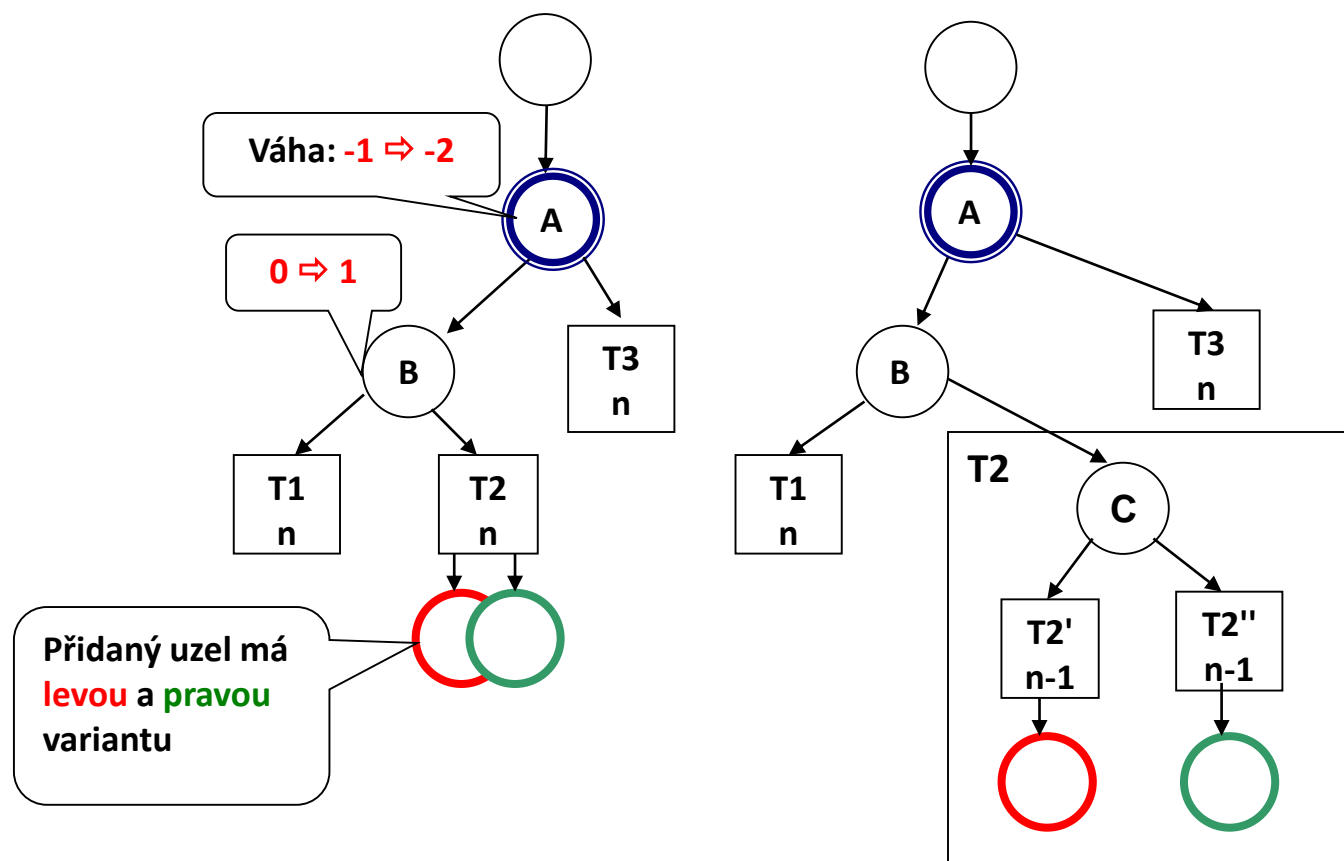 Váha: -1 ⇨ -2
A
0 ⇨ 1
B
T3
n
T1
n
T2
n
Přidaný uzel má
levou a pravou
variantu
A
B
T3
n
T1
n
T2
C
T2'
n-1
T2''
n-1